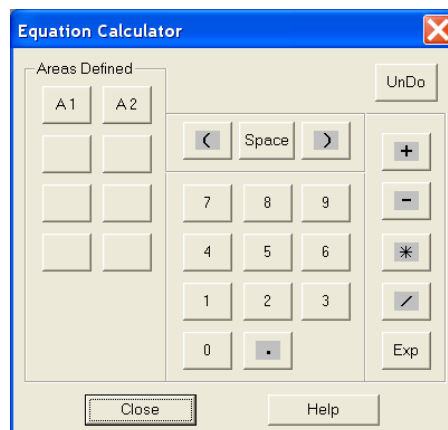 Equation Calculator
Areas Defined
UnDo
A1 A2
( Space )
+
7 8 9
-
4 5 6
*
1 2 3
/
0 .
Exp
Close Help